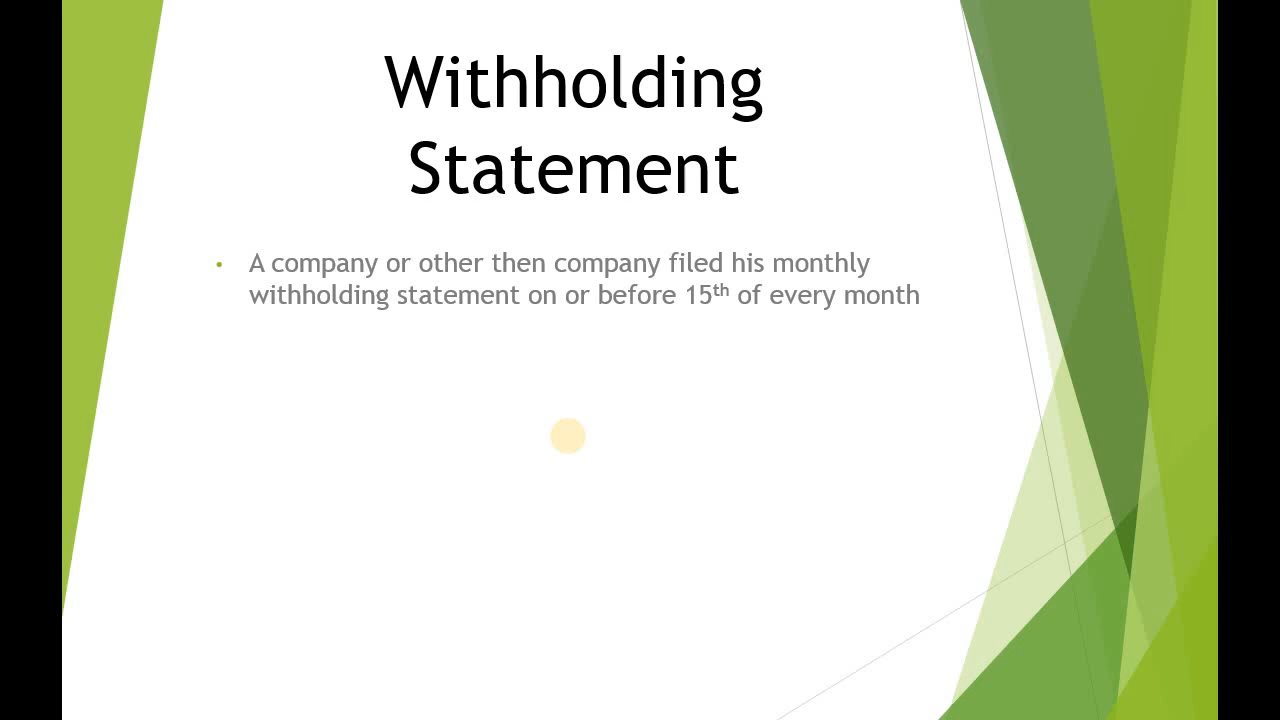 Withholding
Statement
• A company or other then company filed his monthly
withholding statement on or before 15th of every month